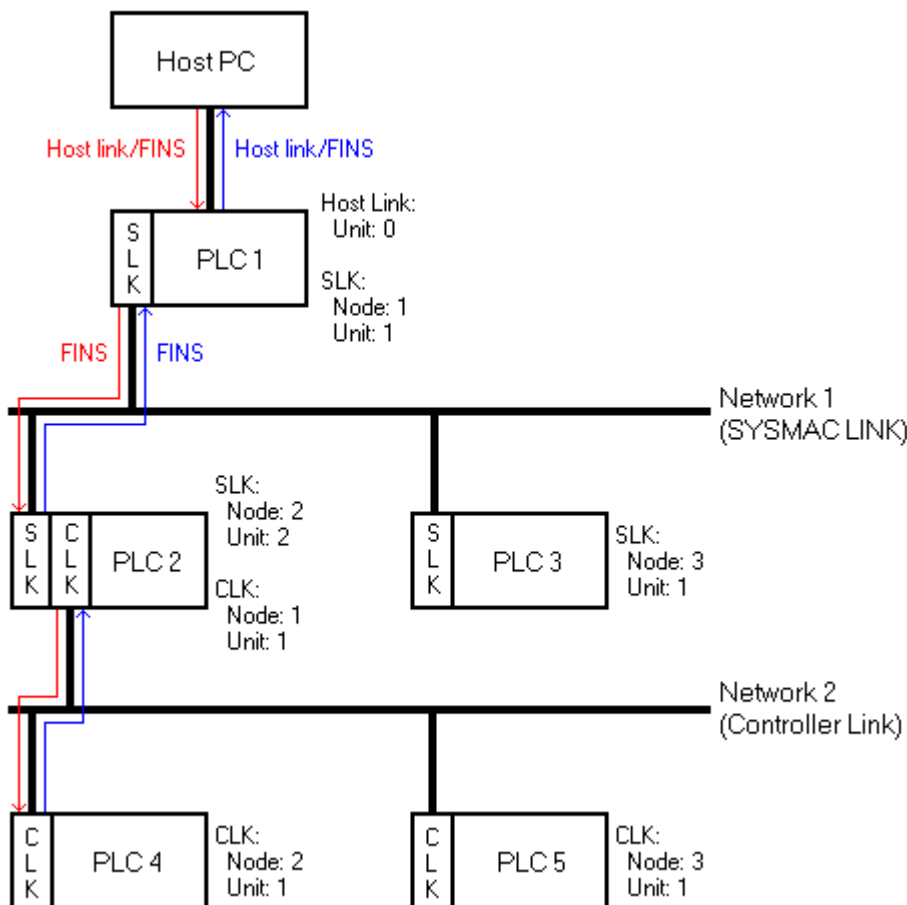 Host PC
Host link/FINS
Host link/FINS
S
L
K
PLC 1
Host Link:
Unit: 0
SLK:
Node: 1
Unit: 1
FINS
FINS
Network 1
(SYSMAC LINK)
S
L
K
C
L
K
PLC 2
SLK:
Node: 2
Unit: 2
CLK:
Node: 1
Unit: 1
S
L
K
PLC 3
SLK:
Node: 3
Unit: 1
Network 2
(Controller Link)
C
L
K
PLC 4
CLK:
Node: 2
Unit: 1
C
L
K
PLC 5
CLK:
Node: 3
Unit: 1